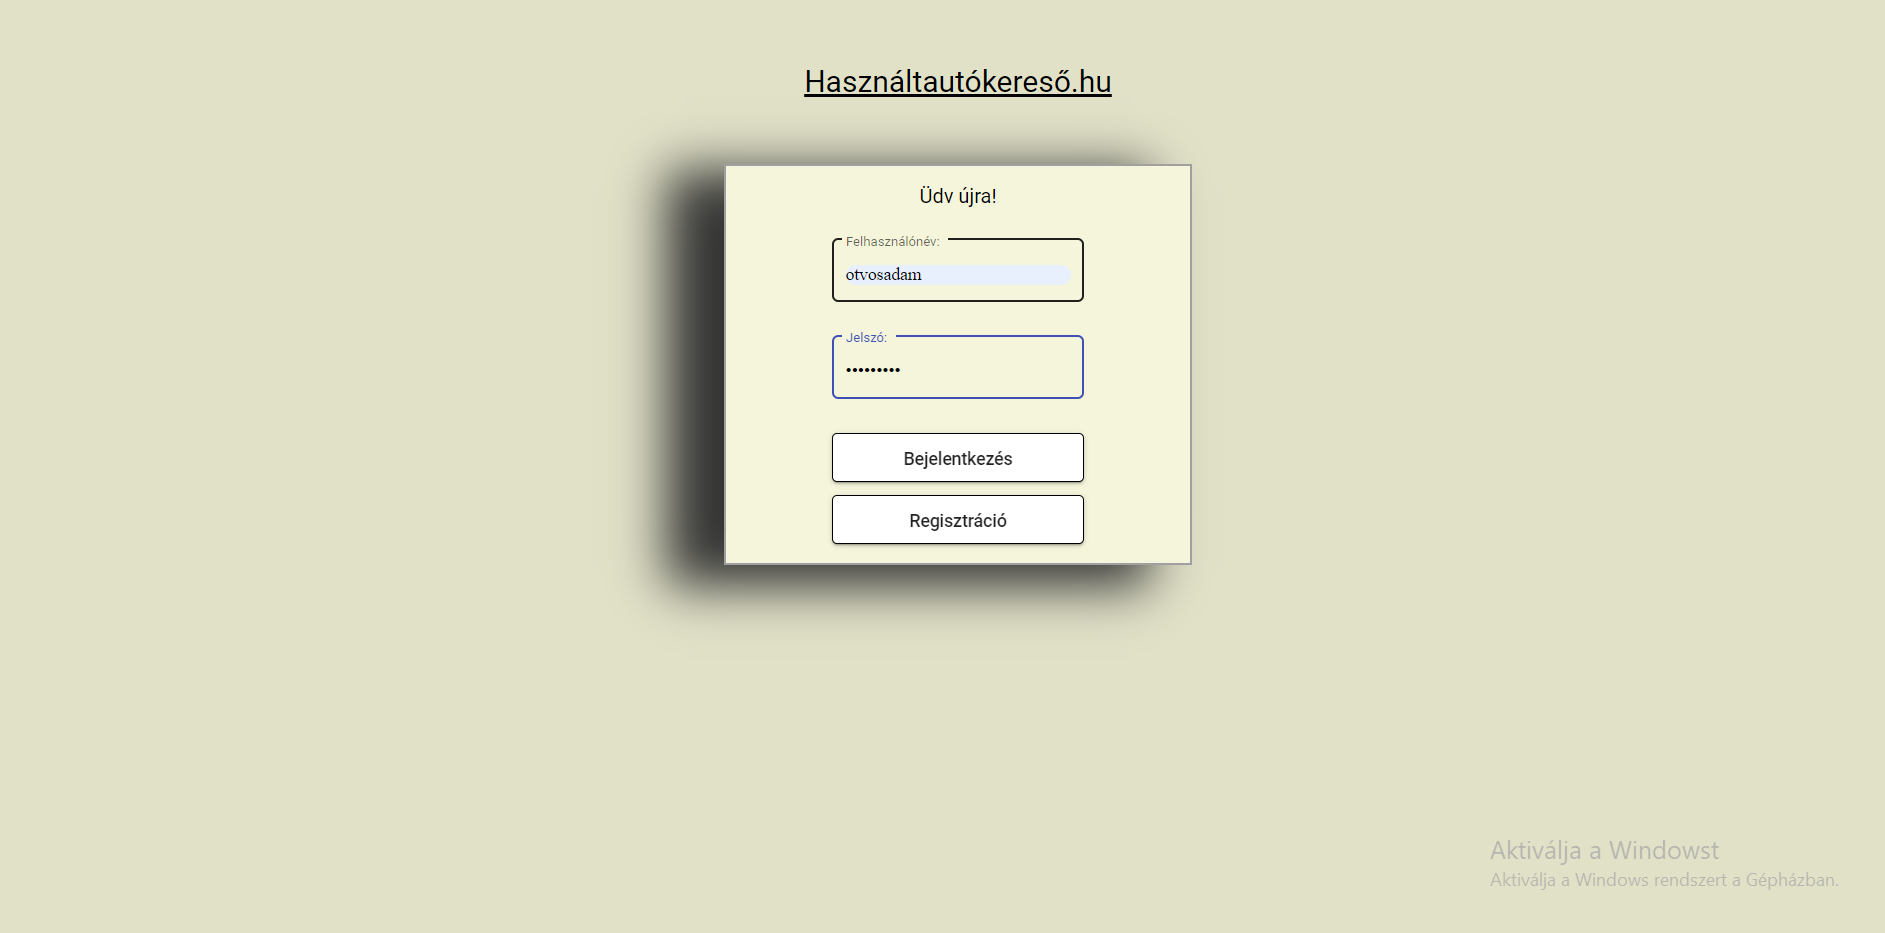 Használtautókereső.hu
Üdv újra!
Felhasználónév:
otvosadam
Jelszó:
•••••••••
Bejelentkezés
Regisztráció
Aktiválja a Windowst
Aktiválja a Windows rendszert a Gépházban.